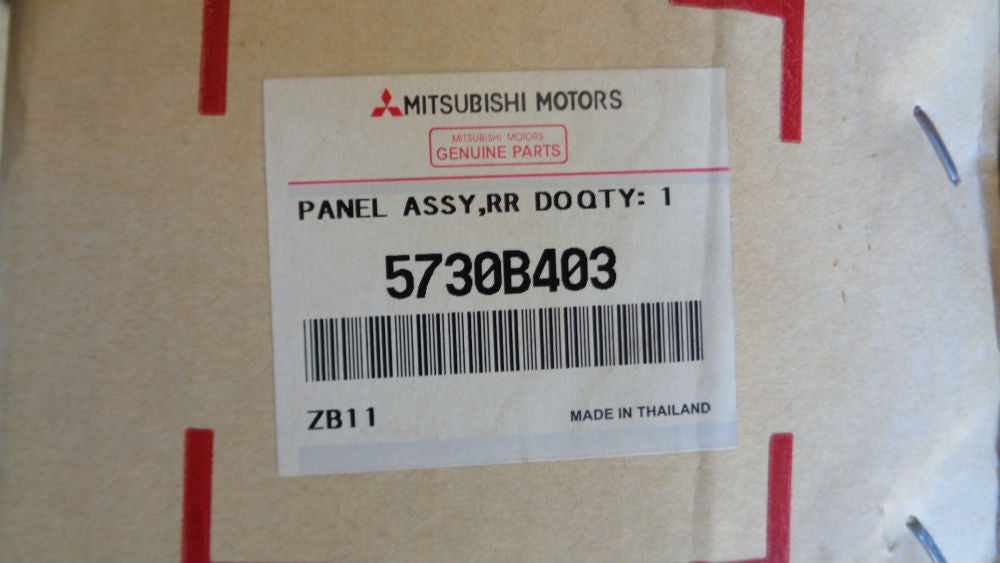 MITSUBISHI MOTORS
MITSUBISHI MOTORS
GENUINE PARTS
PANEL ASSY,RR DOQTY: 1
5730B403
ZB11
MADE IN THAILAND